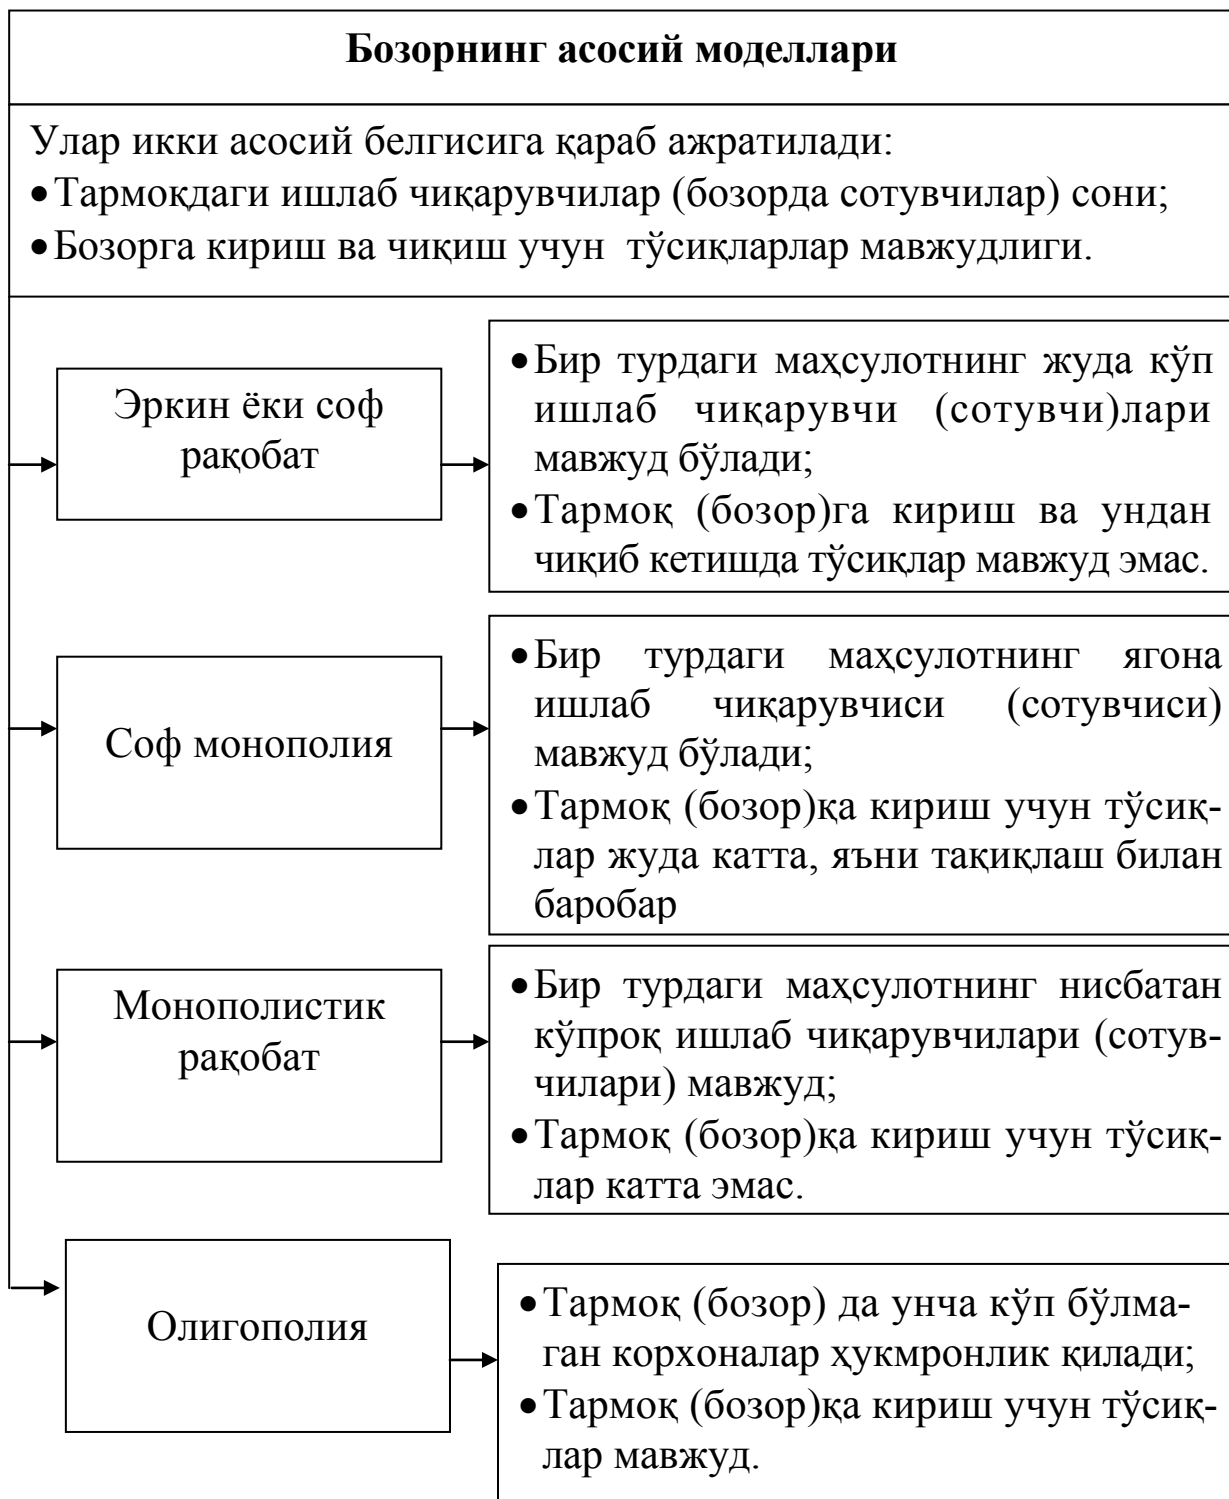 Бозорнинг асосий моделлари
Улар икки асосий белгисига қараб ажратилади:
•Тармоқдаги ишлаб чиқарувчилар (бозорда сотувчилар) сони;
•Бозорга кириш ва чиқиш учун тўсиқларлар мавжудлиги.
Эркин ёки соф
рақобат
•Бир турдаги маҳсулотнинг жуда кўп
ишлаб чиқарувчи (сотувчи)лари
мавжуд бўлади;
•Тармоқ (бозор)га кириш ва ундан
чиқиб кетишда тўсиқлар мавжуд эмас.
Соф монополия
•Бир турдаги маҳсулотнинг ягона
ишлаб чиқарувчиси (сотувчиси)
мавжуд бўлади;
•Тармоқ (бозор)қа кириш учун тўсиқ-
лар жуда катта, яъни тақиқлаш билан
баробар
Монополистик
рақобат
•Бир турдаги маҳсулотнинг нисбатан
кўпроқ ишлаб чиқарувчилари (сотув-
чилари) мавжуд;
•Тармоқ (бозор)қа кириш учун тўсиқ-
лар катта эмас.
Олигополия
•Тармоқ (бозор) да унча кўп бўлма-
ган корхоналар ҳукмронлик қилади;
•Тармоқ (бозор)қа кириш учун тўсиқ-
лар мавжуд.